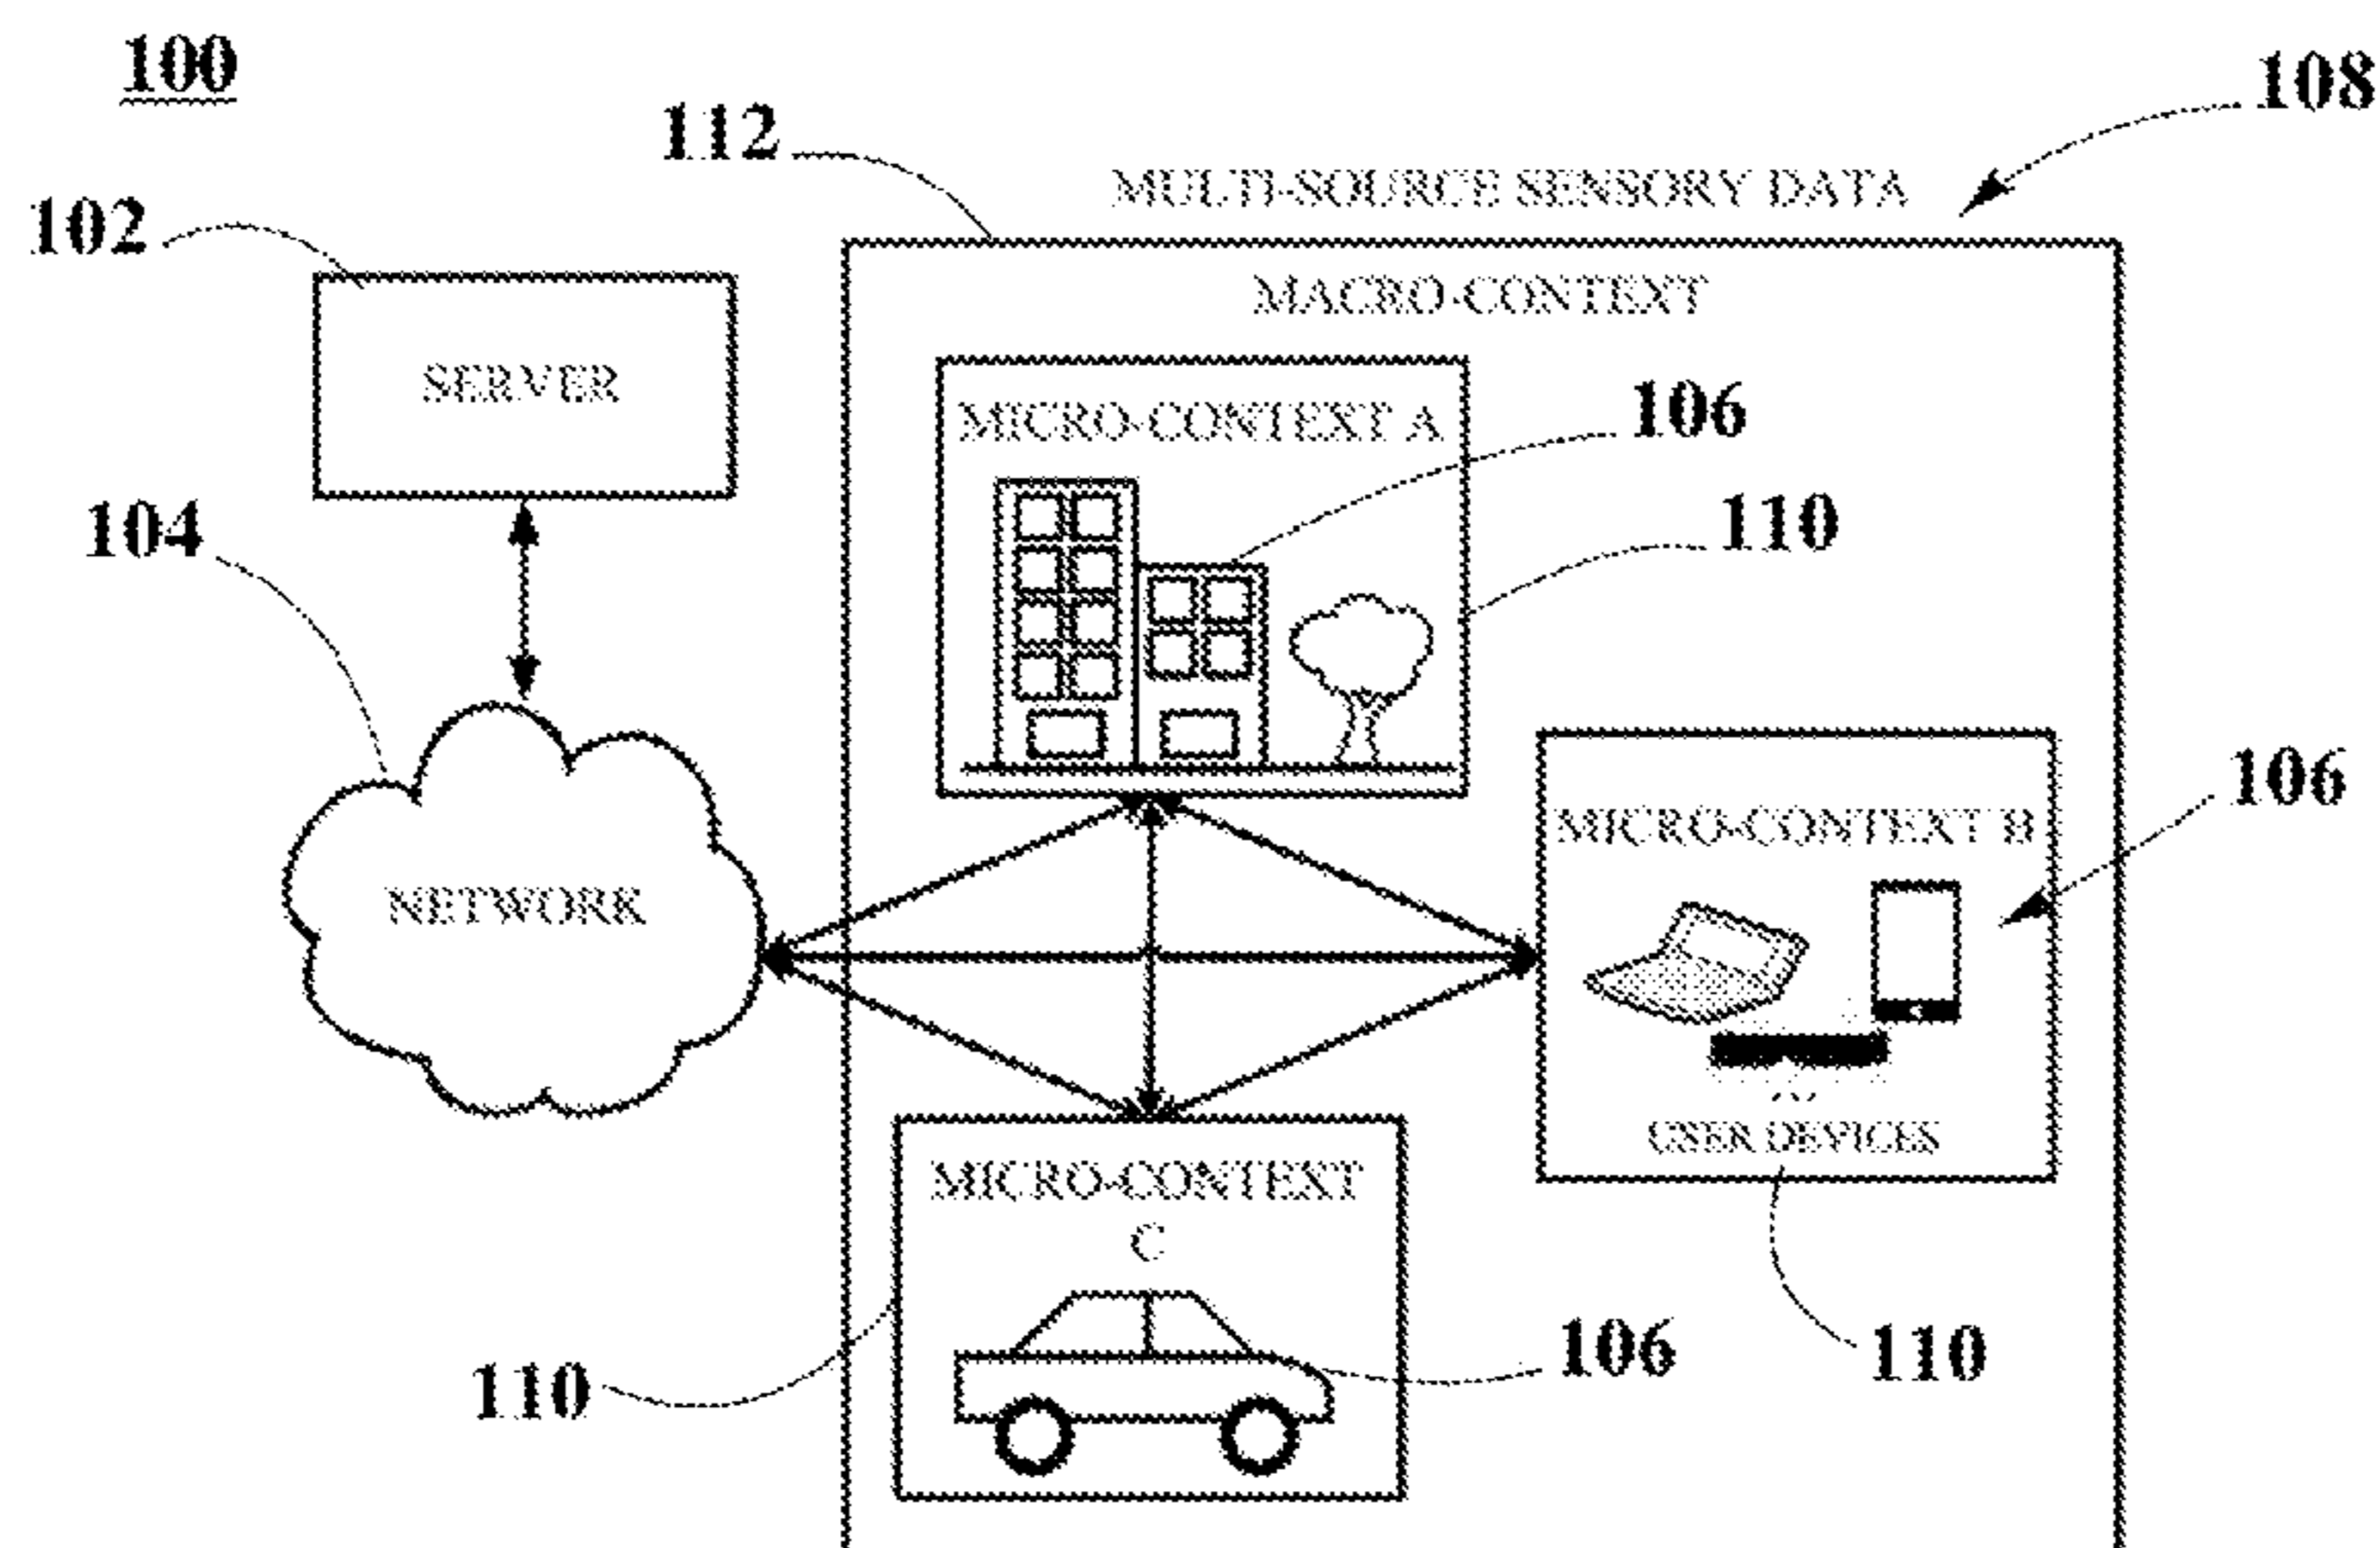 100
108
112
MULTI-SOURCE SENSORY DATA
102
MACRO-CONTEXT
SERVER
MICRO-CONTEXT A
106
110
104
MICRO-CONTEXT B
106
NETWORK
USER DEVICES
MICRO-CONTEXT
C
110
106
110